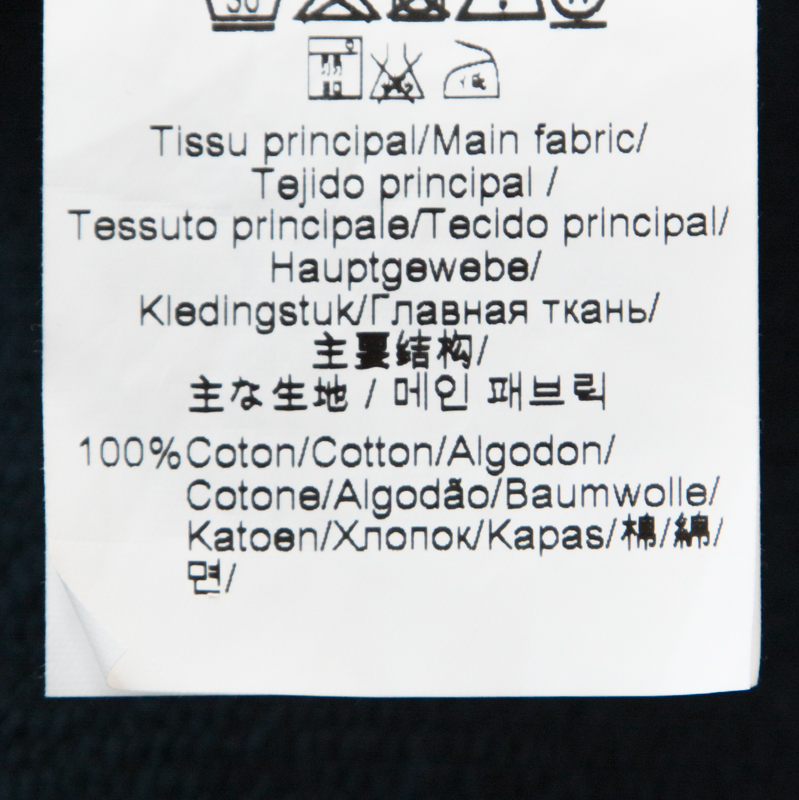 30
Tissu principal/Main fabric/
Tejido principal /
Tessuto principale/Tecido principal/
Hauptgewebe/
Kledingstuk/Главная ткань/
主要结构/
主な生地 / 메인 패브릭
100% Coton/Cotton/Algodon/
Cotone/Algodão/Baumwolle/
Katoen/Хлопок/Kapas/棉/綿/
면/